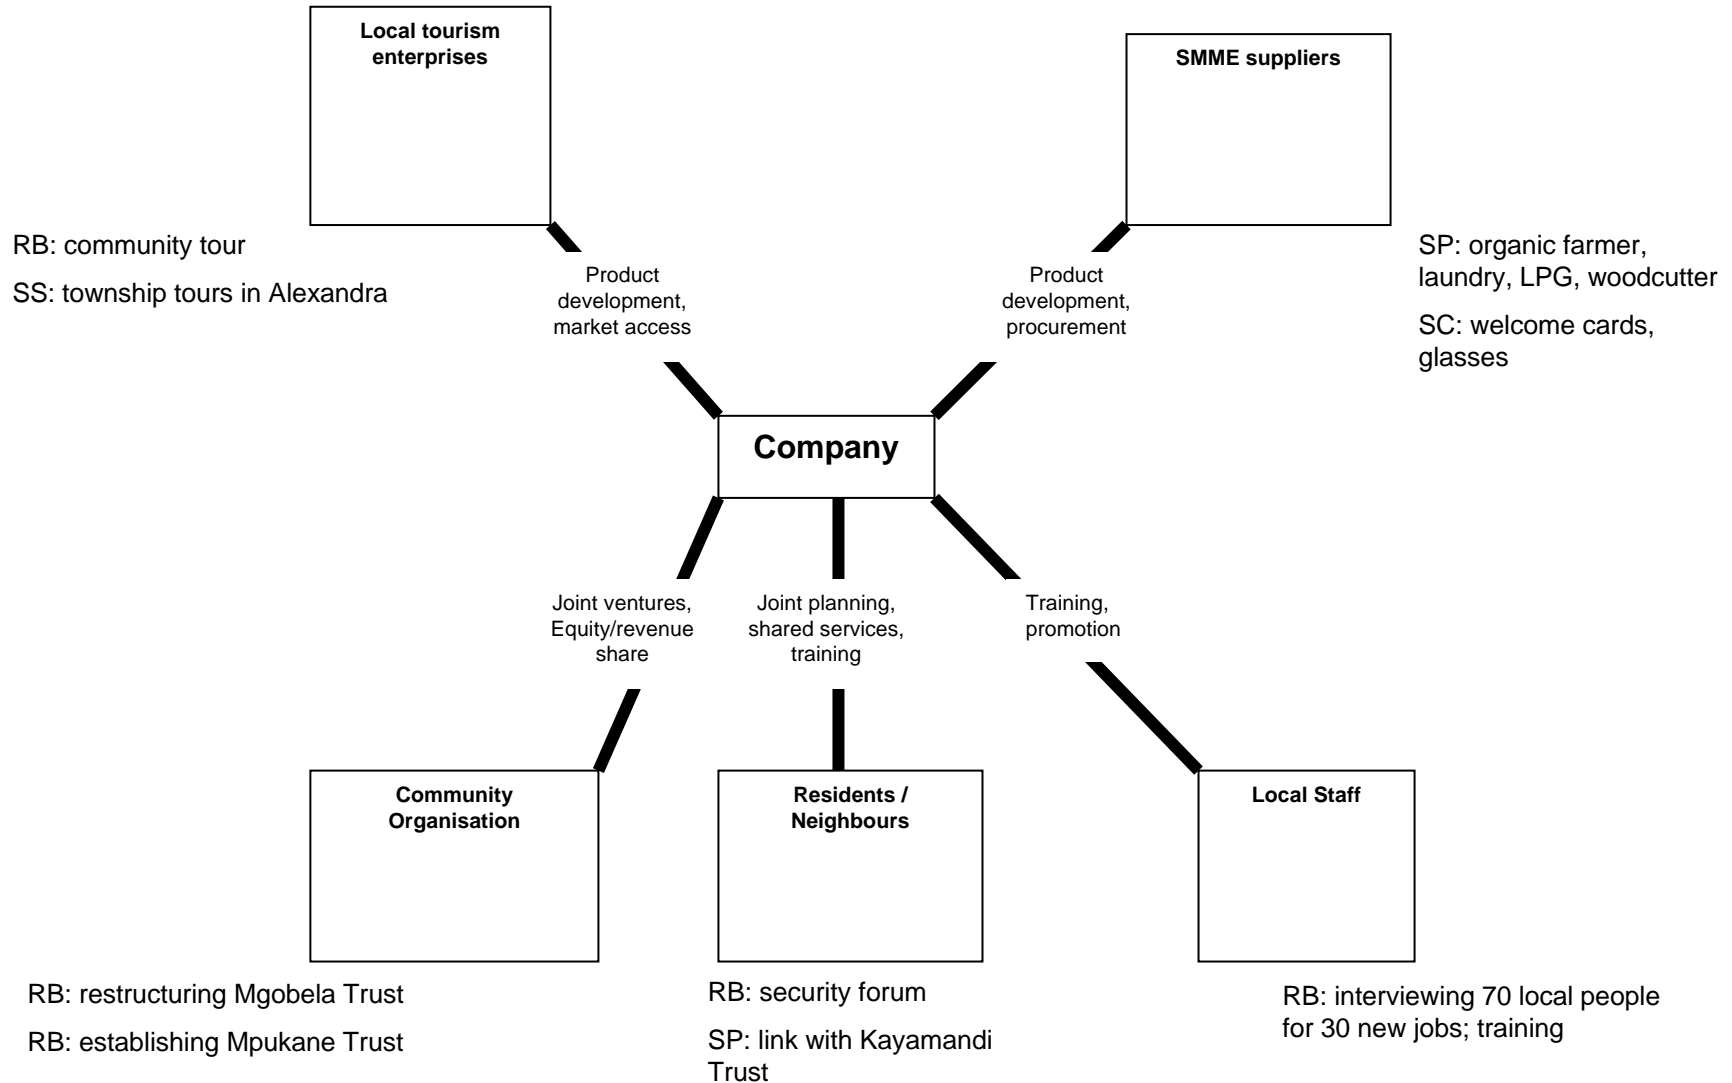 Local tourism
enterprises
SMME suppliers
RB: community tour
SS: township tours in Alexandra
Product
development,
market access
Product
development,
procurement
SP: organic farmer,
laundry, LPG, woodcutter
SC: welcome cards,
glasses
Company
Joint ventures,
Equity/revenue
share
Joint planning,
shared services,
training
Training,
promotion
Community
Organisation
Residents /
Neighbours
Local Staff
RB: restructuring Mgobela Trust
RB: establishing Mpukane Trust
RB: security forum
SP: link with Kayamandi
Trust
RB: interviewing 70 local people
for 30 new jobs; training